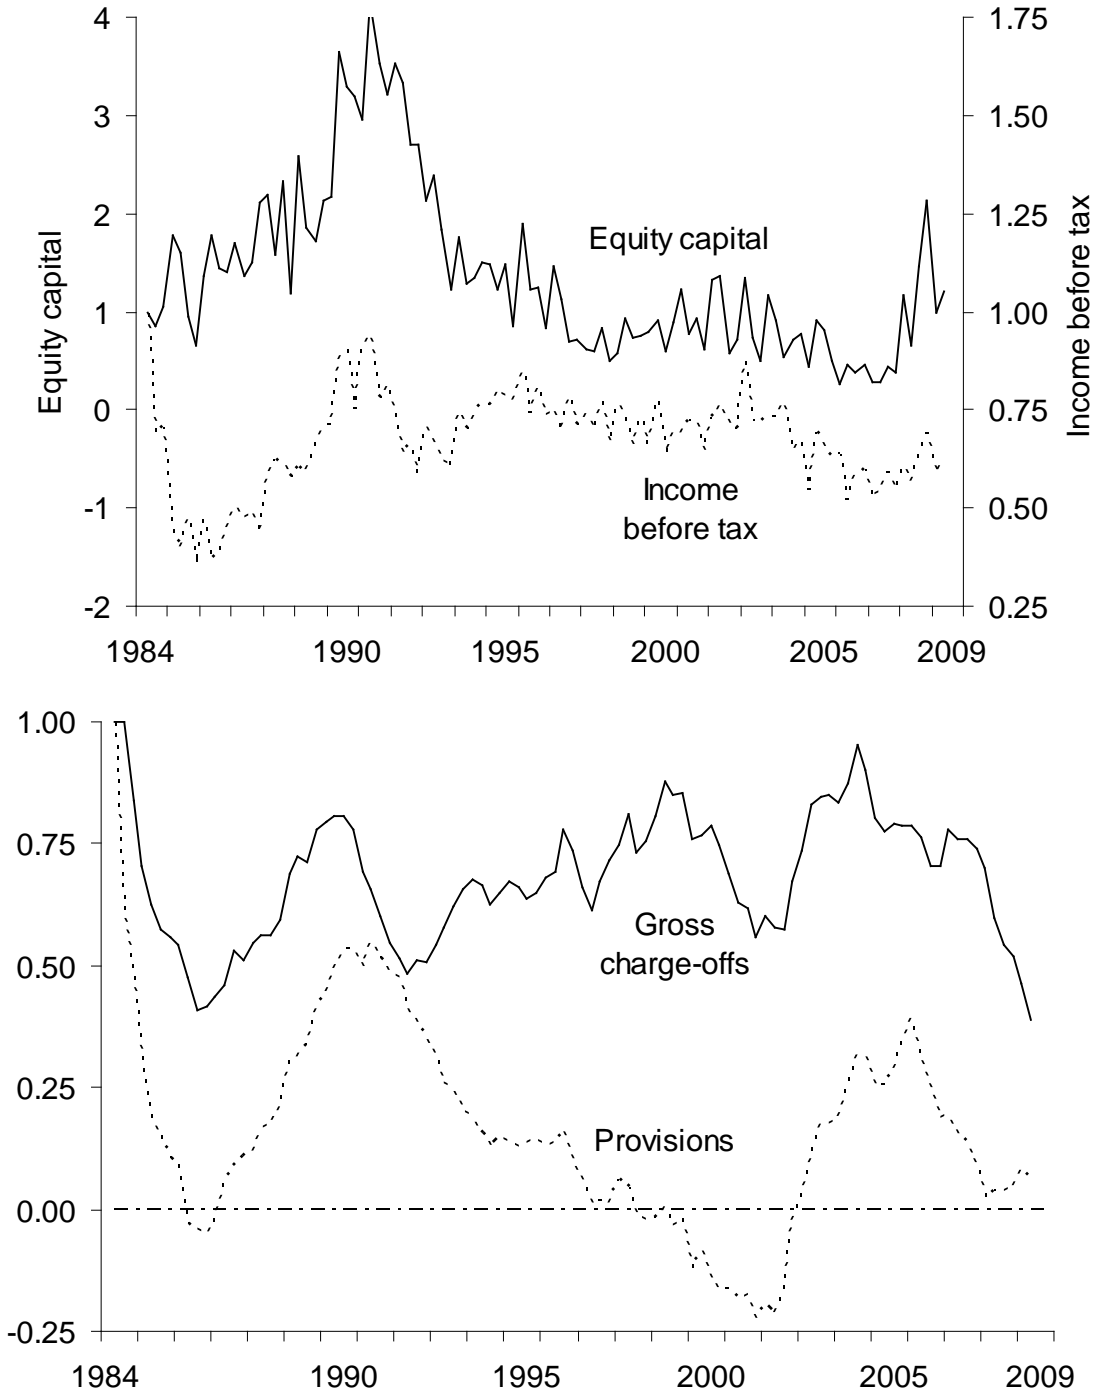 4
3
2
1
0
-1
-2
Equity capital
1.75
1.50
1.25
1.00
0.75
0.50
0.25
Income before tax
Equity capital
Income
before tax
1984 1990 1995 2000 2005 2009
1.00
0.75
0.50
0.25
0.00
-0.25
Gross
charge-offs
Provisions
1984 1990 1995 2000 2005 2009